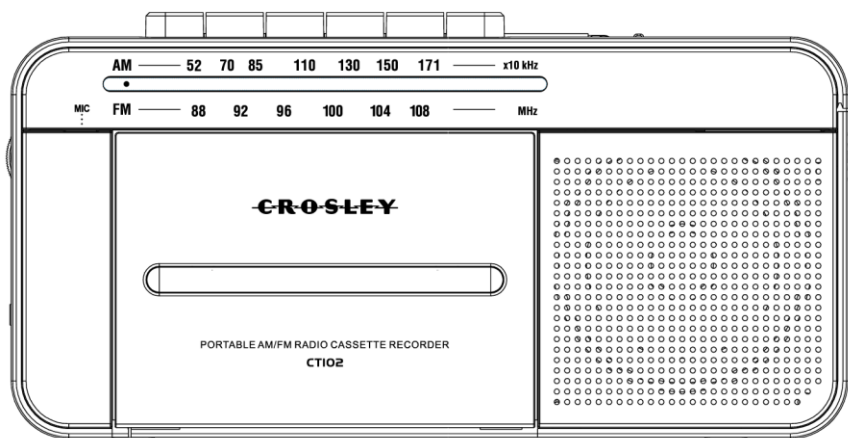 AM 52 70 85 110 130 150 171 x10 kHz
MIC FM 88 92 96 100 104 108 MHz
CROSLEY
PORTABLE AM/FM RADIO CASSETTE RECORDER
CT102